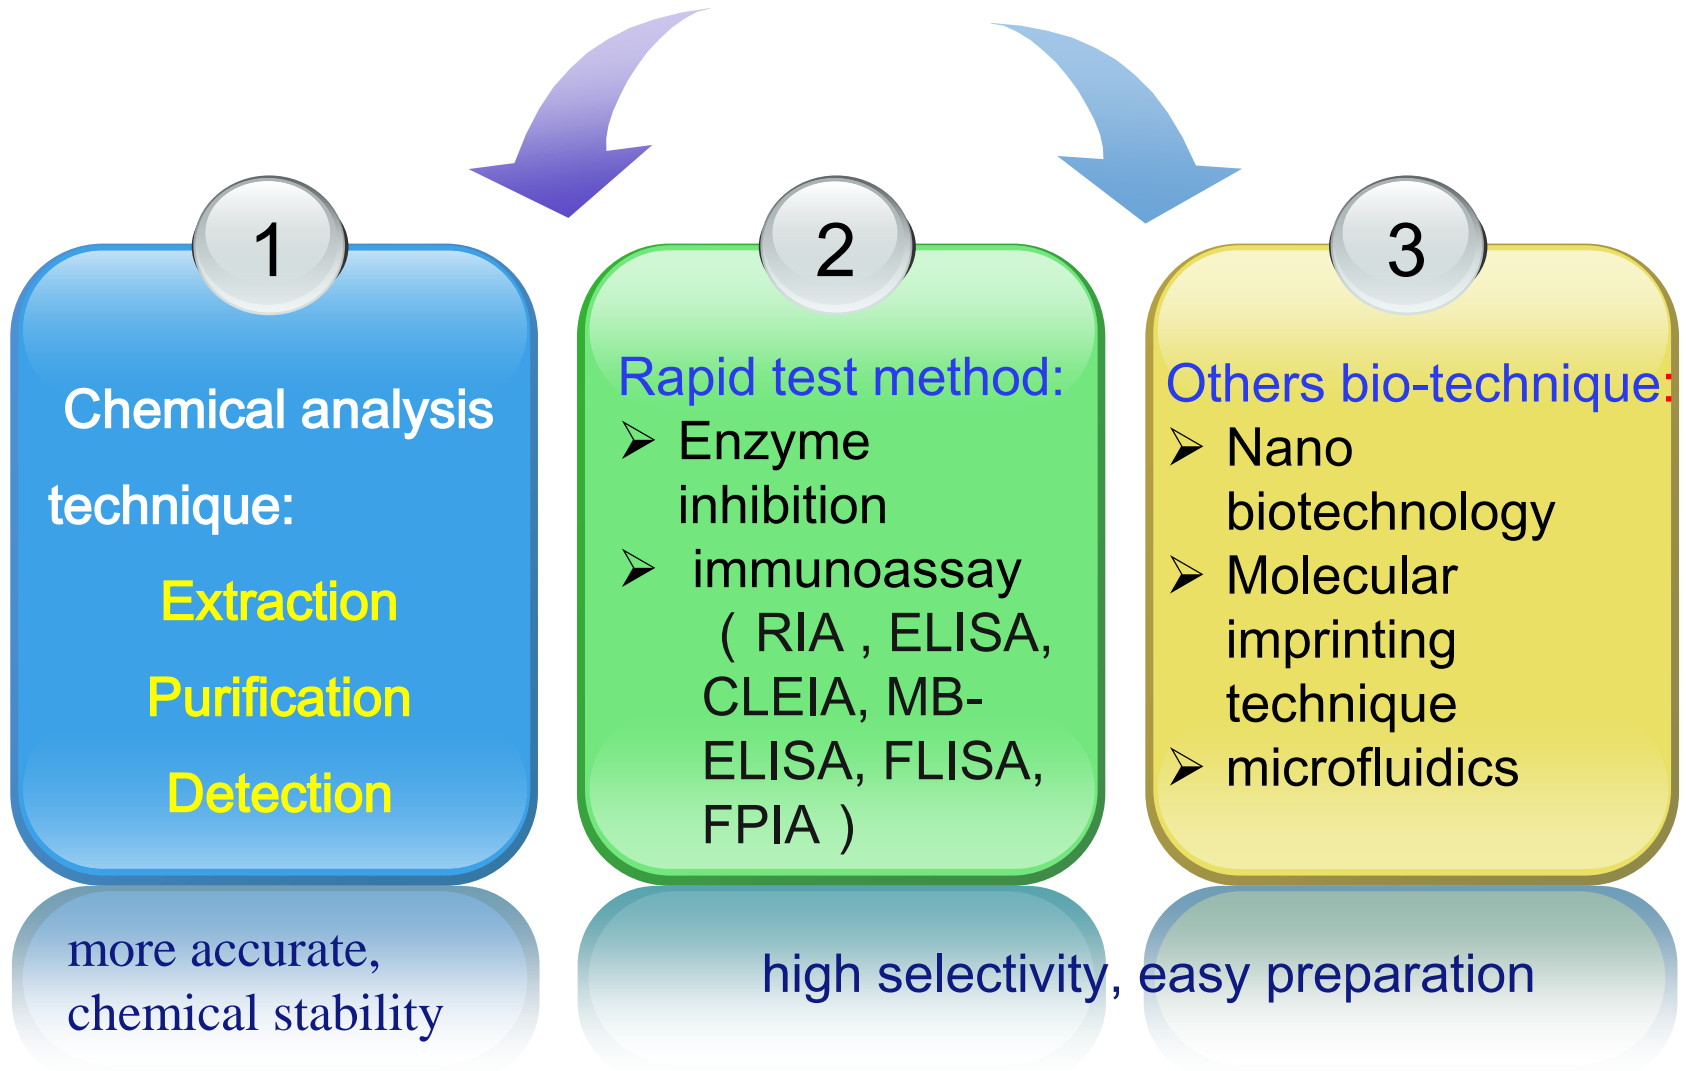 1
Chemical analysis
technique:
Extraction
Purification
Detection
more accurate,
chemical stability
2
Rapid test method:
➢ Enzyme
inhibition
➢ immunoassay
( RIA , ELISA,
CLEIA, MB-
ELISA, FLISA,
FPIA )
3
Others bio-technique:
➢ Nano
biotechnology
➢ Molecular
imprinting
technique
➢ microfluidics
high selectivity, easy preparation